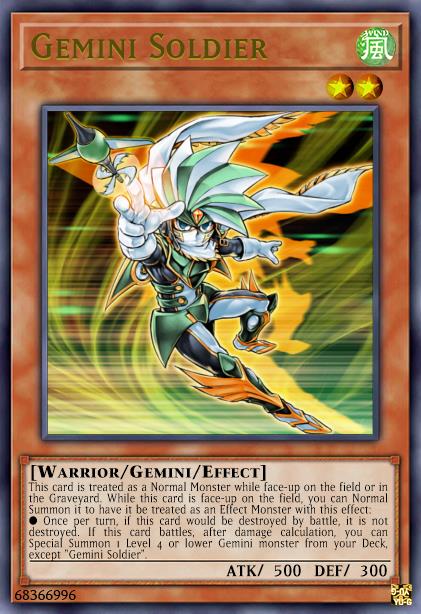 Gemini Soldier
WIND
風
[Warrior/Gemini/Effect]
This card is treated as a Normal Monster while face-up on the field or in
the Graveyard. While this card is face-up on the field, you can Normal
Summon it to have it be treated as an Effect Monster with this effect:
● Once per turn, if this card would be destroyed by battle, it is not
destroyed. If this card battles, after damage calculation, you can
Special Summon 1 Level 4 or lower Gemini monster from your Deck,
except "Gemini Soldier".
ATK/ 500 DEF/ 300
68366996